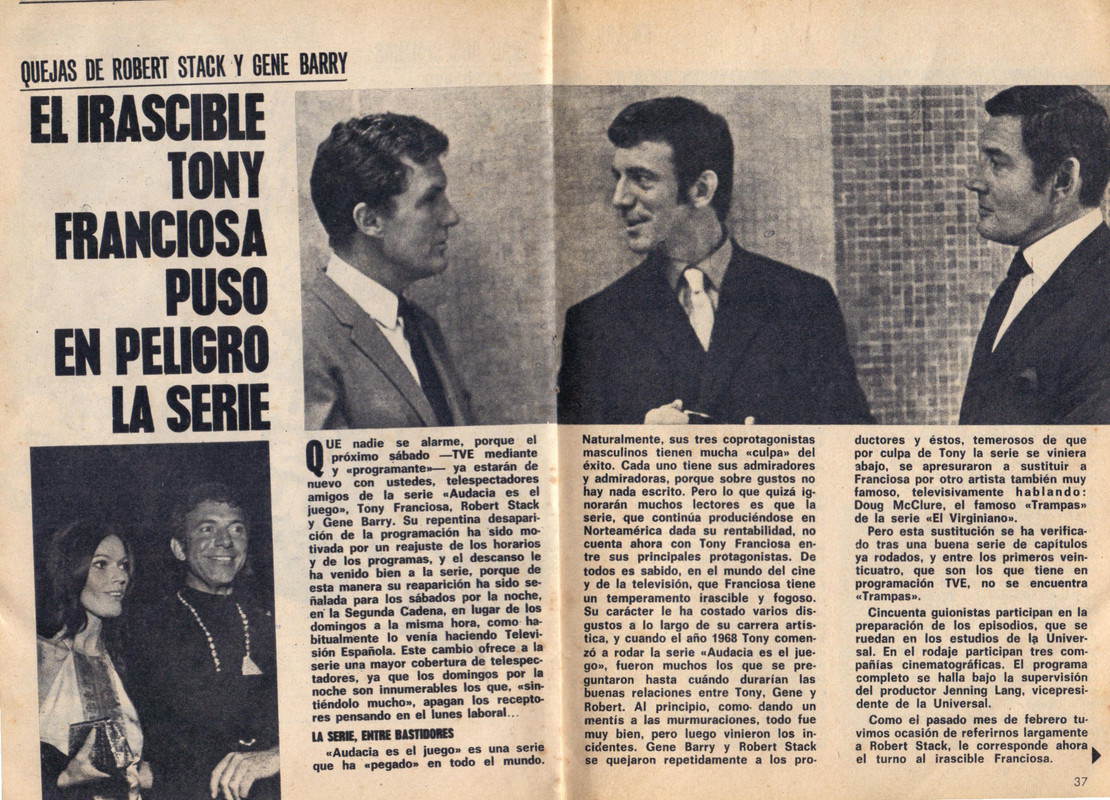 QUEJAS DE ROBERT STACK Y GENE BARRY
EL IRASCIBLE
TONY
FRANCIOSA
PUSO
EN PELIGRO
LA SERIE
QUE nadie se alarme, porque el
próximo sábado —TVE mediante
y «programante»— ya estarán de
nuevo con ustedes, telespectadores
amigos de la serie «Audacia es el
juego», Tony Franciosa, Robert Stack
y Gene Barry. Su repentina desapari-
ción de la programación ha sido mo-
tivada por un reajuste de los horarios
y de los programas, y el descanso le
ha venido bien a la serie, porque de
esta manera su reaparición ha sido se-
ñalada para los sábados por la noche,
en la Segunda Cadena, en lugar de los
domingos a la misma hora, como ha-
bitualmente lo venía haciendo Televi-
sión Española. Este cambio ofrece a la
serie una mayor cobertura de telespec-
tadores, ya que los domingos por la
noche son innumerables los que, «sin-
tiéndolo mucho», apagan los recepto-
res pensando en el lunes laboral...
LA SERIE, ENTRE BASTIDORES
«Audacia es el juego» es una serie
que ha «pegado» en todo el mundo.
Naturalmente, sus tres coprotagonistas
masculinos tienen mucha «culpa» del
éxito. Cada uno tiene sus admiradores
y admiradoras, porque sobre gustos no
hay nada escrito. Pero lo que quizá ig-
norarán muchos lectores es que la
serie, que continúa produciéndose en
Norteamérica dada su rentabilidad, no
cuenta ahora con Tony Franciosa en-
tre sus principales protagonistas. De
todos es sabido, en el mundo del cine
y de la televisión, que Franciosa tiene
un temperamento irascible y fogoso.
Su carácter le ha costado varios dis-
gustos a lo largo de su carrera artís-
tica, y cuando el año 1968 Tony comen-
zó a rodar la serie «Audacia es el jue-
go», fueron muchos los que se pre-
guntaron hasta cuándo durarían las
buenas relaciones entre Tony, Gene y
Robert. Al principio, como dando un
mentís a las murmuraciones, todo fue
muy bien, pero luego vinieron los in-
cidentes. Gene Barry y Robert Stack
se quejaron repetidamente a los pro-
ductores y éstos, temerosos de que
por culpa de Tony la serie se viniera
abajo, se apresuraron a sustituir a
Franciosa por otro artista también muy
famoso, televisivamente hablando:
Doug McClure, el famoso «Trampas»
de la serie «El Virginiano».
Pero esta sustitución se ha verifica-
do tras una buena serie de capítulos
ya rodados, y entre los primeros vein-
ticuatro, que son los que tiene en
programación TVE, no se encuentra
«Trampas».
Cincuenta guionistas participan en la
preparación de los episodios, que se
ruedan en los estudios de la Univer-
sal. En el rodaje participan tres com-
pañías cinematográficas. El programa
completo se halla bajo la supervisión
del productor Jenning Lang, vicepresi-
dente de la Universal.
Como el pasado mes de febrero tu-
vimos ocasión de referirnos largamente
a Robert Stack, le corresponde ahora
el turno al irascible Franciosa.
37